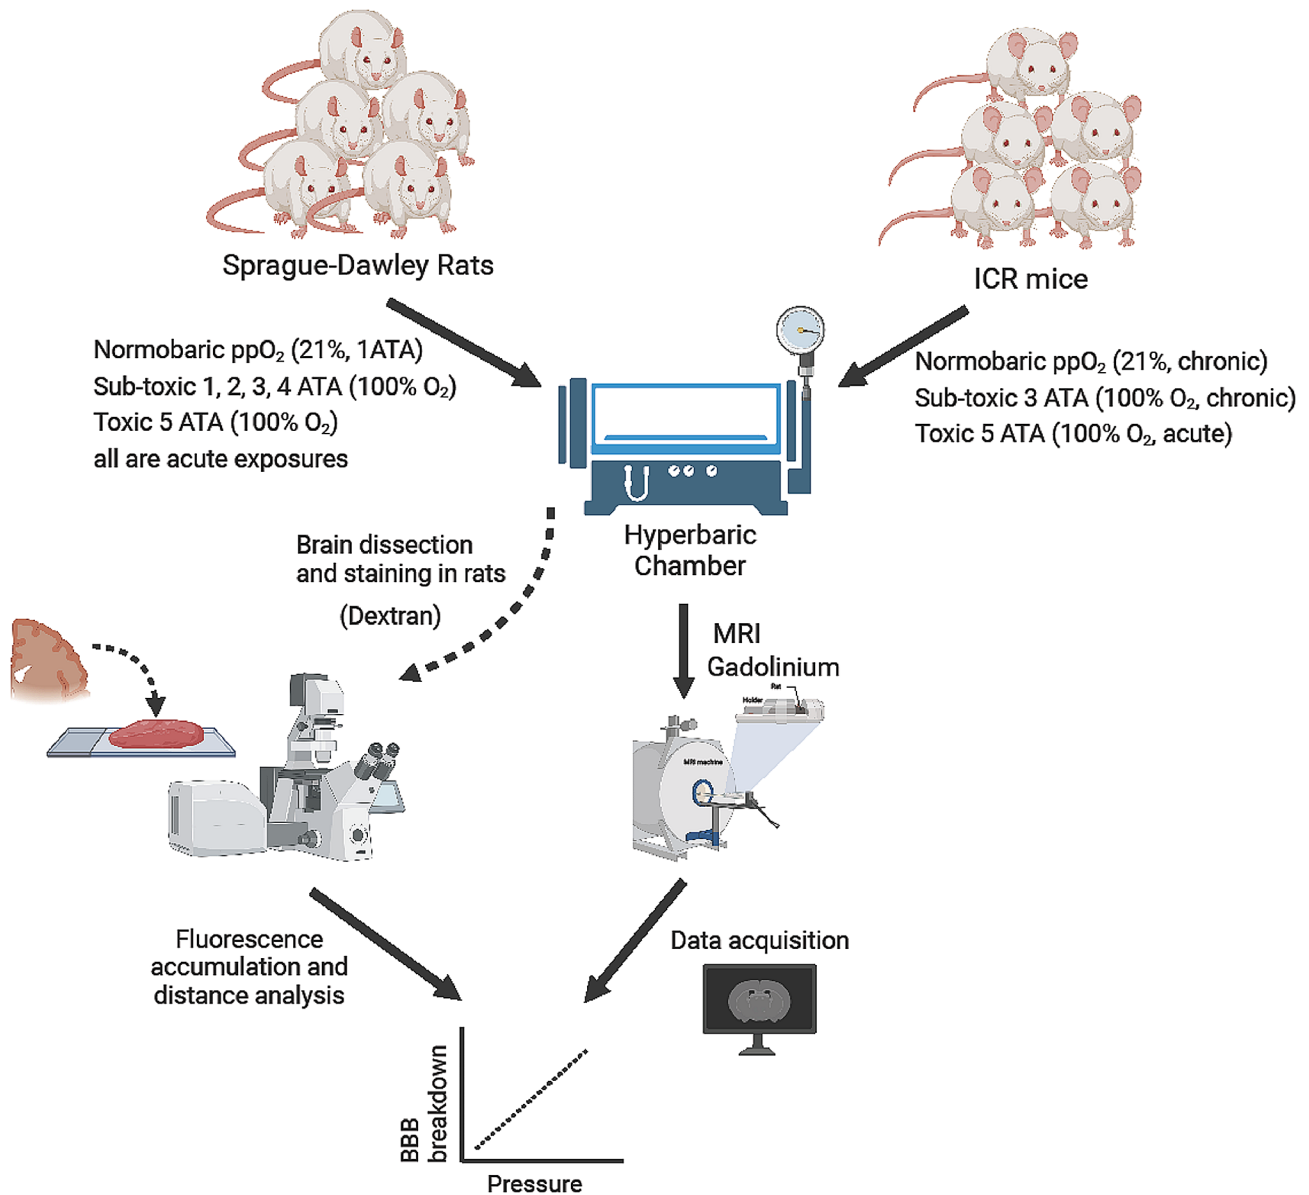 Sprague-Dawley Rats
ICR mice
Normobaric ppO₂ (21%, 1ATA)
Sub-toxic 1, 2, 3, 4 ATA (100% O₂)
Toxic 5 ATA (100% O₂)
all are acute exposures
Normobaric ppO₂ (21%, chronic)
Sub-toxic 3 ATA (100% O₂, chronic)
Toxic 5 ATA (100% O₂, acute)
Hyperbaric
Chamber
Brain dissection
and staining in rats
(Dextran)
MRI
Gadolinium
Rat
Holder
MRI machine
Fluorescence
accumulation and
distance analysis
Data acquisition
BBB
breakdown
Pressure